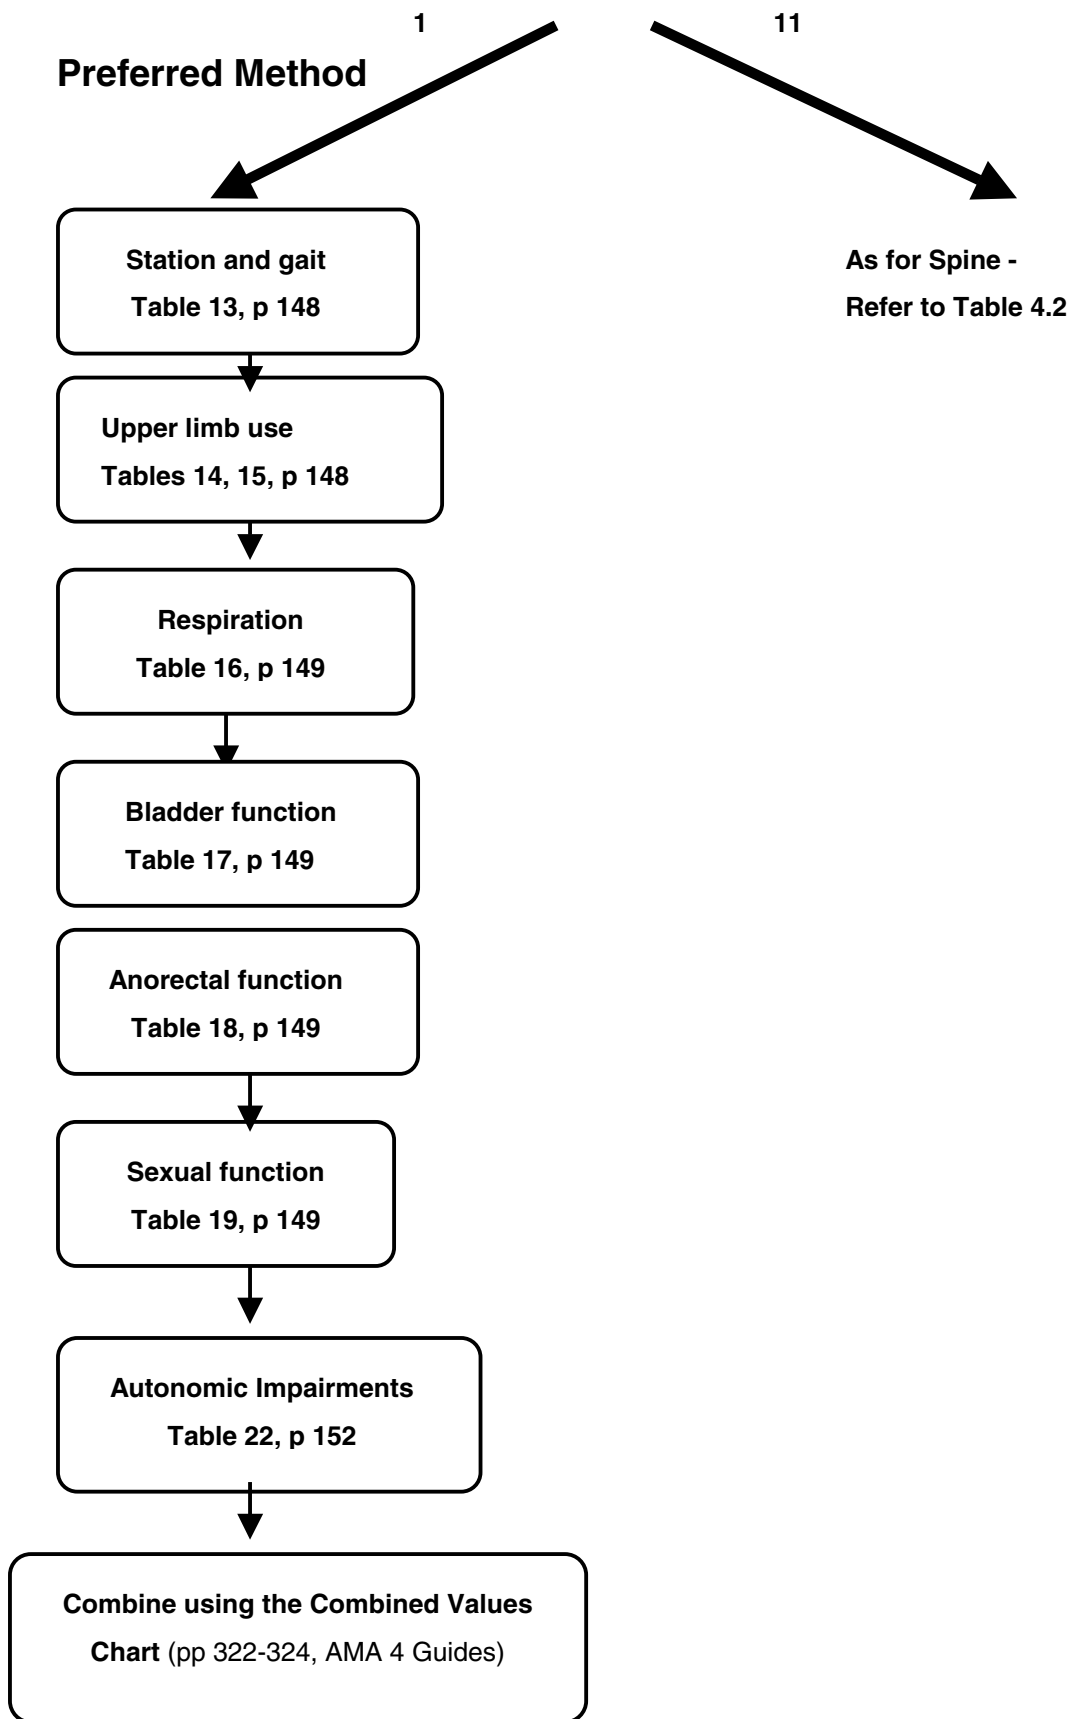 1
11
Preferred Method
Station and gait
Table 13, p 148
As for Spine -
Refer to Table 4.2
Upper limb use
Tables 14, 15, p 148
Respiration
Table 16, p 149
Bladder function
Table 17, p 149
Anorectal function
Table 18, p 149
Sexual function
Table 19, p 149
Autonomic Impairments
Table 22, p 152
Combine using the Combined Values
Chart (pp 322-324, AMA 4 Guides)